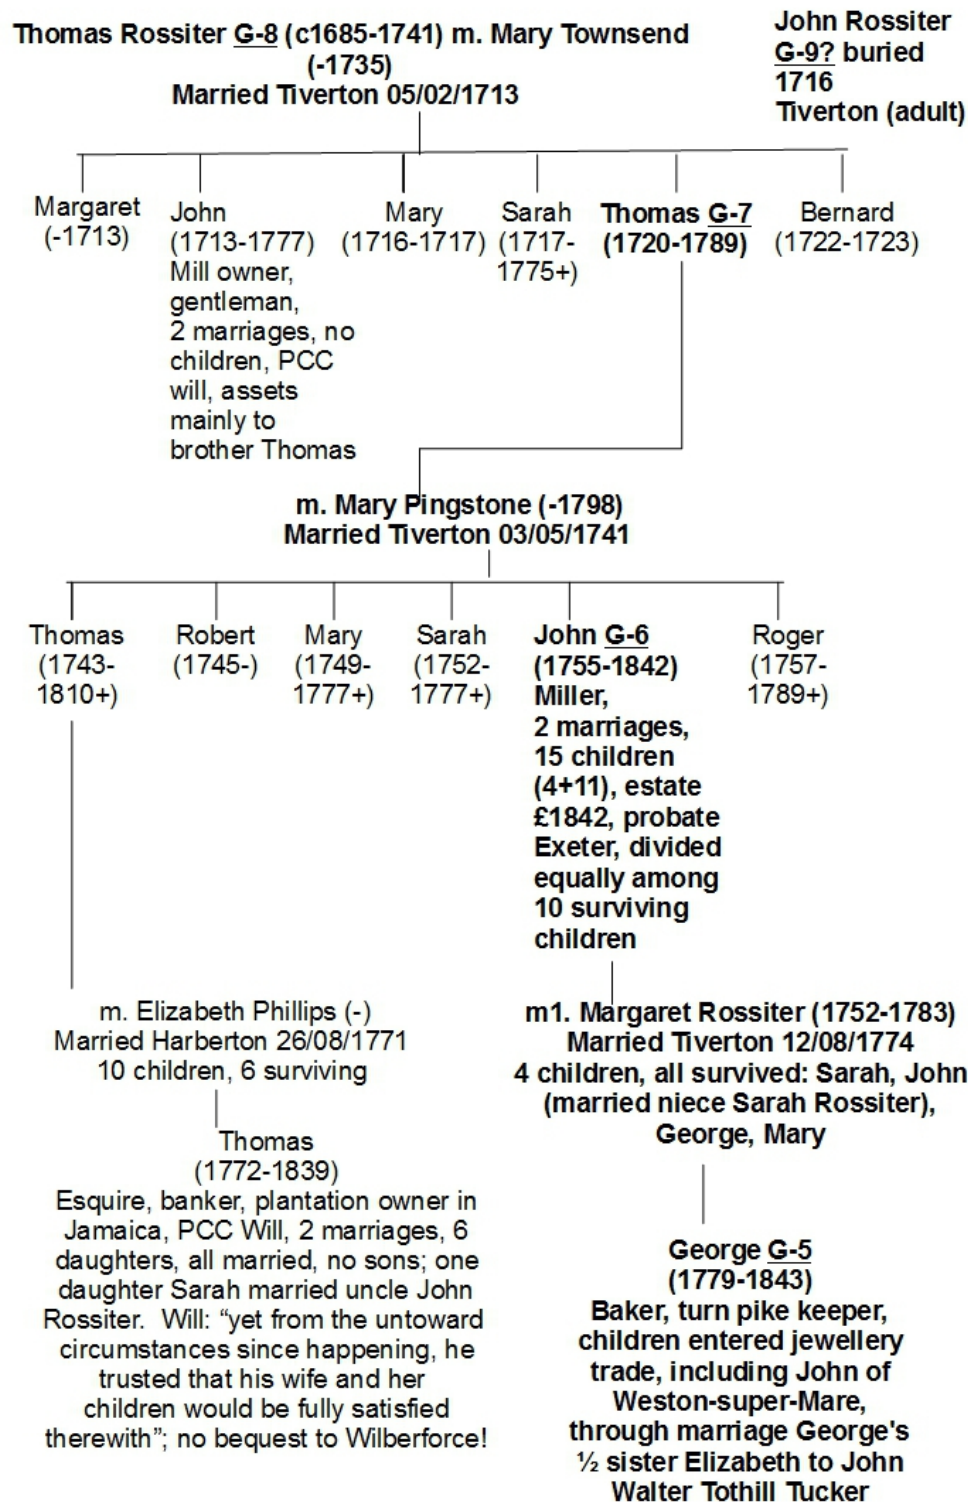 Thomas Rossiter G-8 (c1685-1741) m. Mary Townsend
(-1735)
Married Tiverton 05/02/1713
John Rossiter
G-9? buried
1716
Tiverton (adult)
Margaret
(-1713)
John
(1713-1777)
Mill owner,
gentleman,
2 marriages, no
children, PCC
will, assets
mainly to
brother Thomas
Mary
(1716-1717)
Sarah
(1717-
1775+)
Thomas G-7
(1720-1789)
Bernard
(1722-1723)
m. Mary Pingstone (-1798)
Married Tiverton 03/05/1741
Thomas
(1743-
1810+)
Robert
(1745-)
Mary
(1749-
1777+)
Sarah
(1752-
1777+)
John G-6
(1755-1842)
Miller,
2 marriages,
15 children
(4+11), estate
£1842, probate
Exeter, divided
equally among
10 surviving
children
Roger
(1757-
1789+)
m. Elizabeth Phillips (-)
Married Harberton 26/08/1771
10 children, 6 surviving
Thomas
(1772-1839)
Esquire, banker, plantation owner in
Jamaica, PCC Will, 2 marriages, 6
daughters, all married, no sons; one
daughter Sarah married uncle John
Rossiter. Will: “yet from the untoward
circumstances since happening, he
trusted that his wife and her
children would be fully satisfied
therewith”; no bequest to Wilberforce!
m1. Margaret Rossiter (1752-1783)
Married Tiverton 12/08/1774
4 children, all survived: Sarah, John
(married niece Sarah Rossiter),
George, Mary
George G-5
(1779-1843)
Baker, turn pike keeper,
children entered jewellery
trade, including John of
Weston-super-Mare,
through marriage George's
½ sister Elizabeth to John
Walter Tothill Tucker